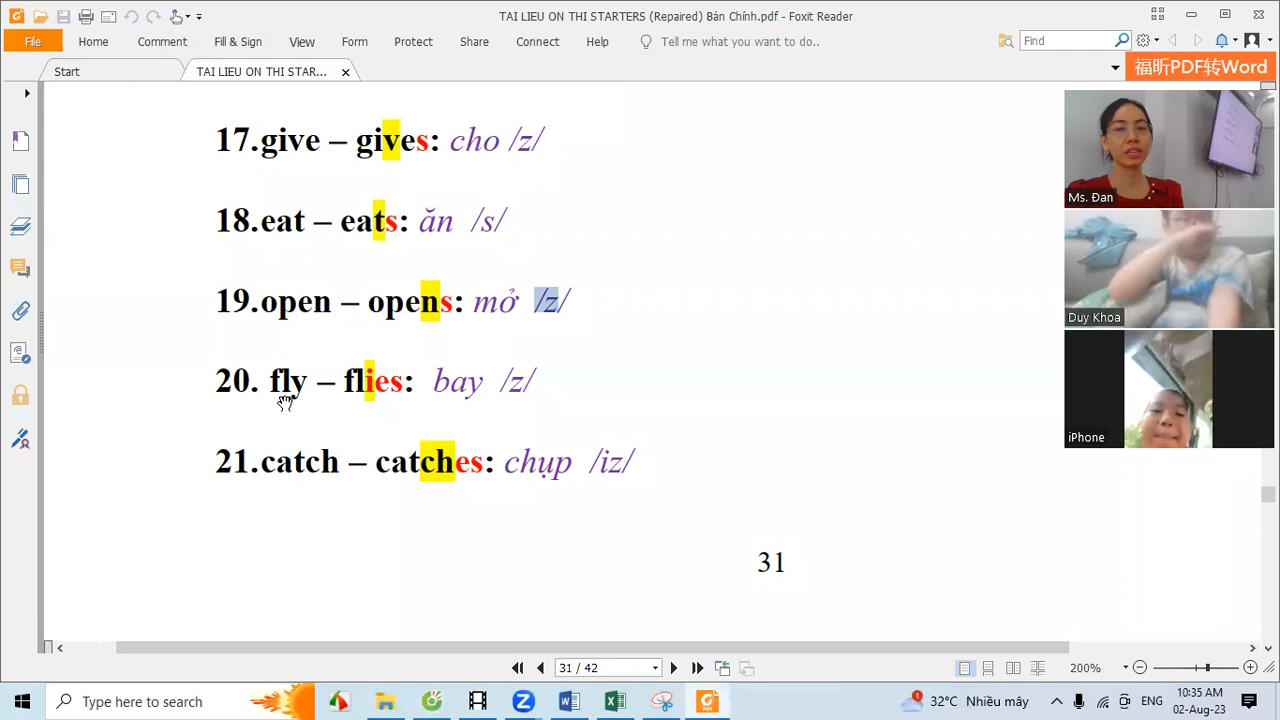 TAI LIEU ON THI STARTERS (Repaired) Bản Chính.pdf - Foxit Reader
File Home Comment Fill & Sign View Form Protect Share Connect Help Tell me what you want to do.. Find
Start TAI LIEU ON THI STAR... 福昕PDF转Word
17.give – gives: cho /z/
18.eat – eats: ăn /s/
19.open – opens: mở /z/
20. fly – flies: bay /z/
21.catch – catches: chụp /iz/
31
Ms. Đan
Duy Khoa
iPhone
31 / 42 200%
Type here to search 32°C Nhiều mây ENG 10:35 AM
02-Aug-23